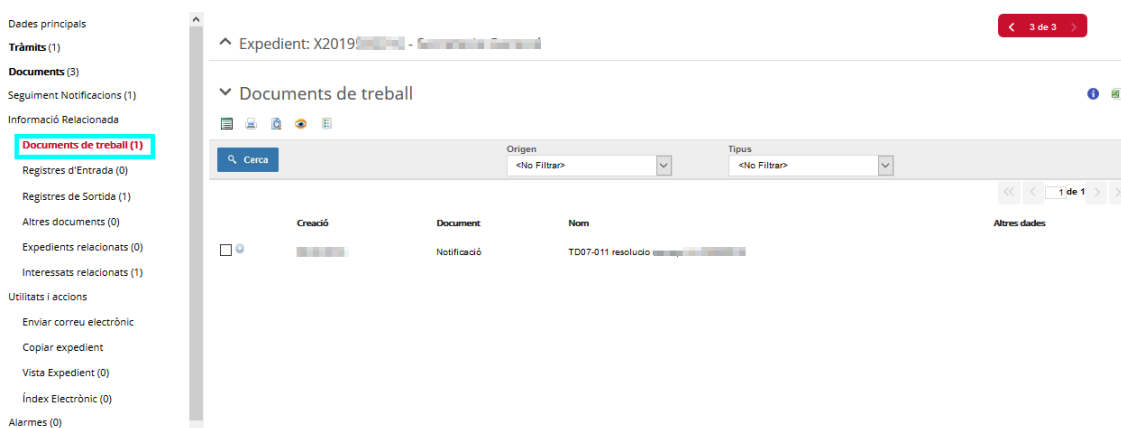 Dades principals
Tràmits (1)
Documents (3)
Seguiment Notificacions (1)
Informació Relacionada
Documents de treball (1)
Registres d'Entrada (0)
Registres de Sortida (1)
Altres documents (0)
Expedients relacionats (0)
Interessats relacionats (1)
Utilitats i accions
Enviar correu electrònic
Copiar expedient
Vista Expedient (0)
Índex Electrònic (0)
Alarmes (0)
3 de 3
Expedient: X2019 -
Documents de treball
Origen Tipus
Cerca <No Filtrar> <No Filtrar>
1 de 1
Creació Document Nom Altres dades
Notificació TD07-011 resolucio